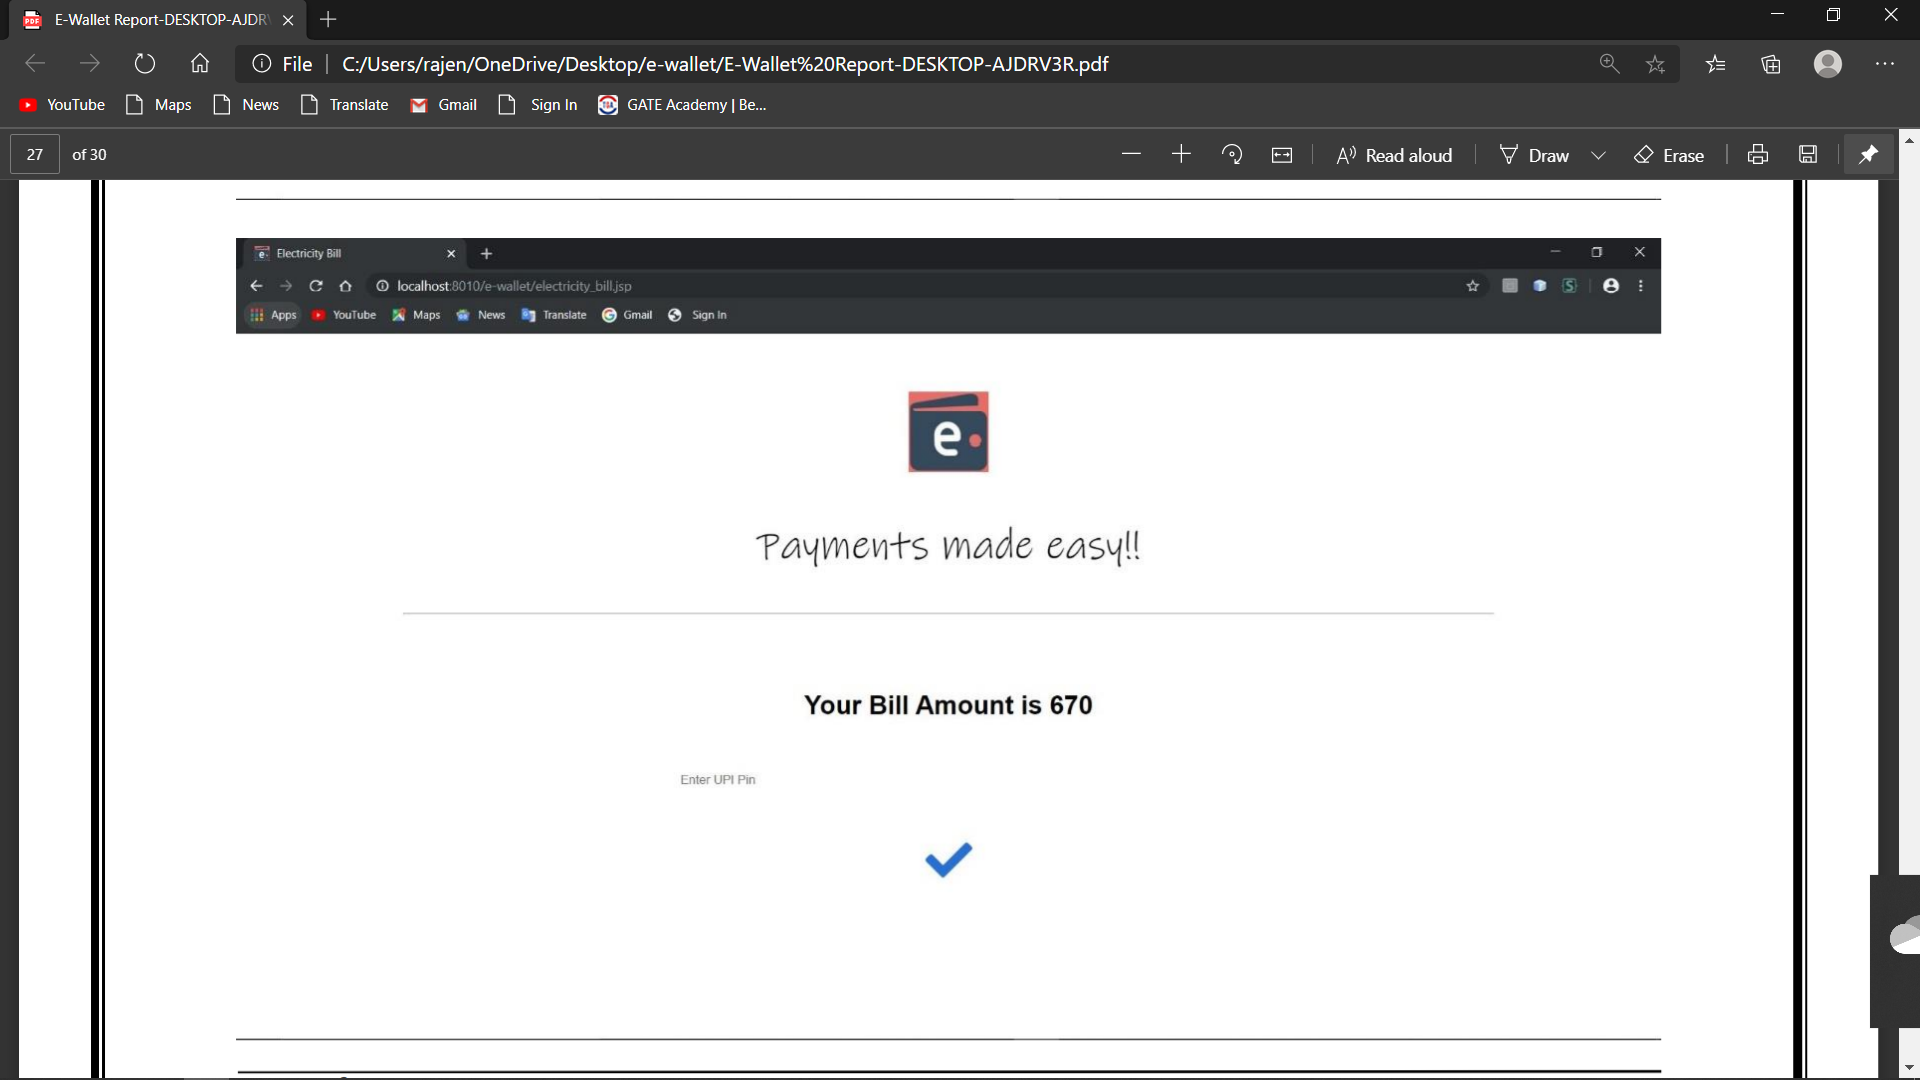 E-Wallet Report-DESKTOP-AJDR
File C:/Users/rajen/OneDrive/Desktop/e-wallet/E-Wallet%20Report-DESKTOP-AJDRV3R.pdf
YouTube Maps News Translate Gmail Sign In GATE Academy | Be...
27 of 30 Read aloud Draw Erase
Electricity Bill
localhost:8010/e-wallet/electricity_bill.jsp
Apps YouTube Maps News Translate Gmail Sign In
e
Payments made easy!!
Your Bill Amount is 670
Enter UPI Pin